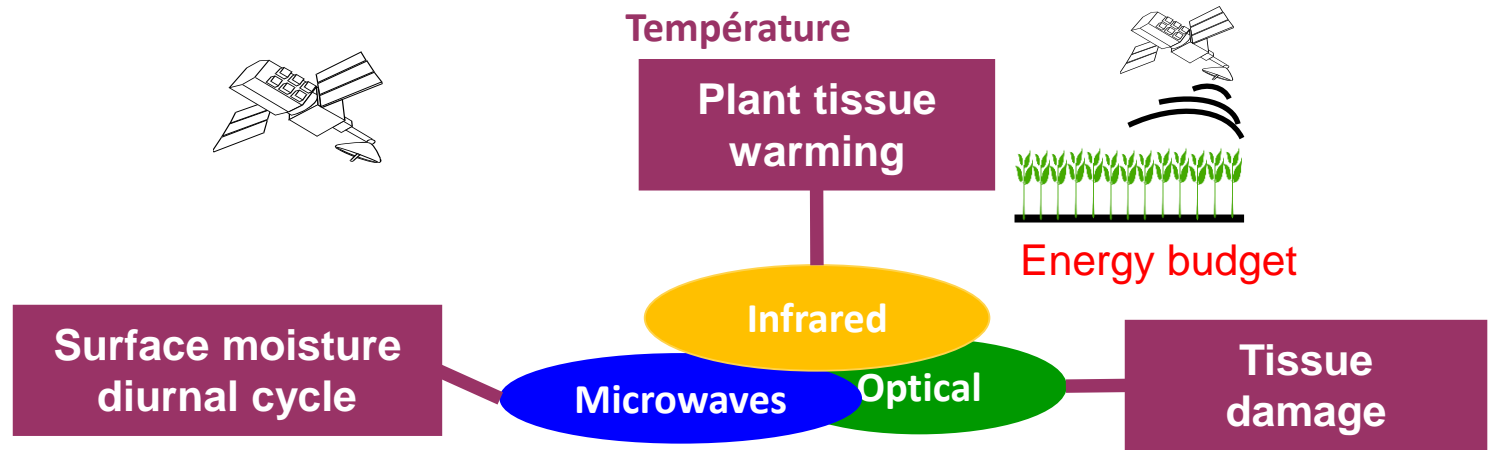 Température
Plant tissue
warming
Energy budget
Infrared
Surface moisture
diurnal cycle
Microwaves
Optical
Tissue
damage